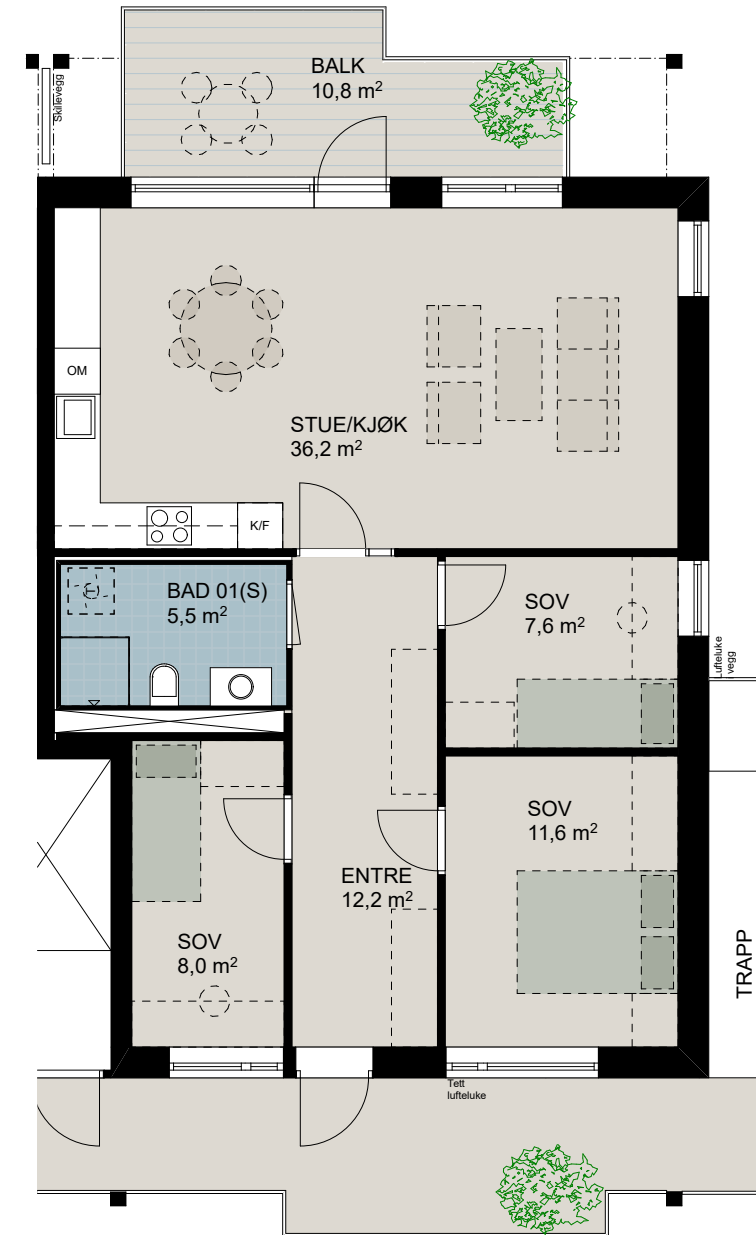 BALK
10,8 m²
Skillevegg
OM
STUE/KJØK
36,2 m²
K/F
BAD 01(S)
5,5 m²
SOV
7,6 m²
Lufteluke
i vegg
SOV
11,6 m²
ENTRE
12,2 m²
SOV
8,0 m²
TRAPP
Tett
lufteluke